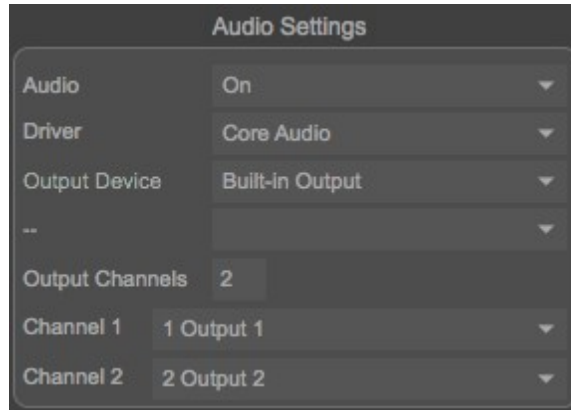 Audio Settings
Audio On
Driver Core Audio
Output Device Built-in Output
--
Output Channels 2
Channel 1 1 Output 1
Channel 2 2 Output 2